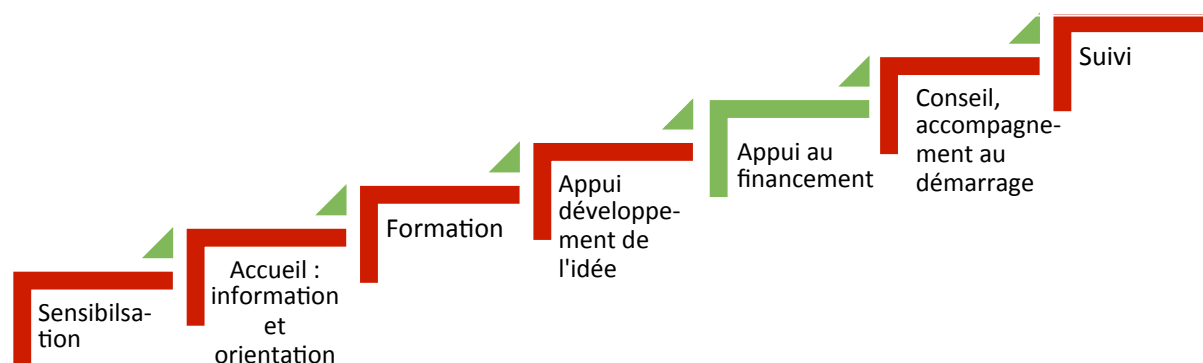 Sensibilsa-
tion
Accueil :
information
et
orientation
Formation
Appui
développe-
ment de
l'idée
Appui au
financement
Conseil,
accompagne-
ment au
démarrage
Suivi